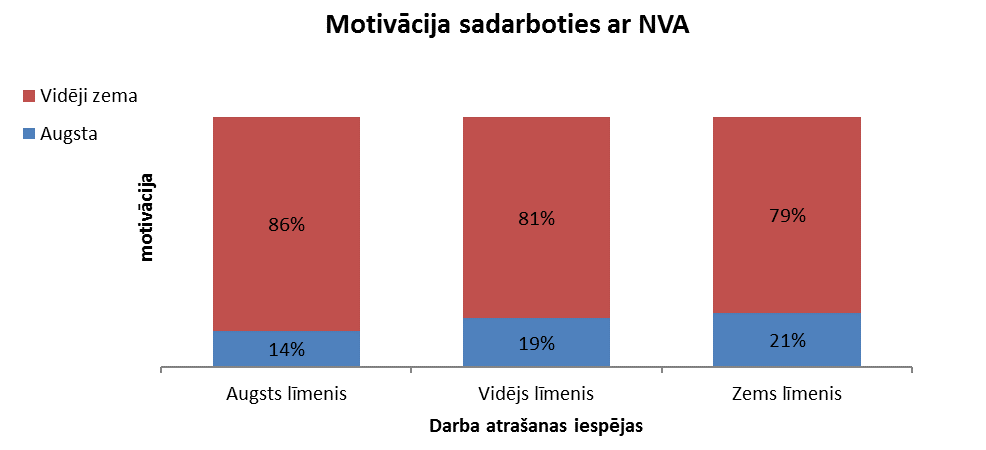 Motivācija sadarboties ar NVA
Vidēji zema
Augsta
motivācija
86%
81%
79%
14%
19%
21%
Augsts līmenis
Vidējs līmenis
Zems līmenis
Darba atrašanas iespējas